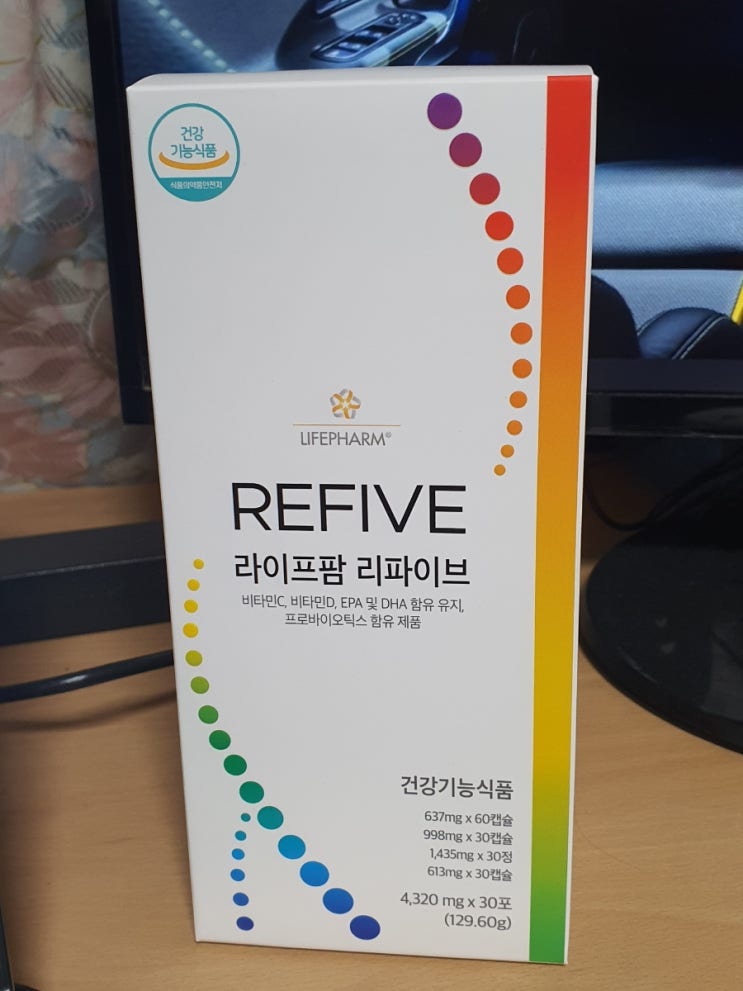 건강
기능식품
식품의약품안전처
LIFEPHARM®
REFIVE
라이프팜 리파이브
비타민C, 비타민D, EPA 및 DHA 함유 유지,
프로바이오틱스 함유 제품
건강기능식품
637mg x 60캡슐
998mg x 30캡슐
1,435mg x 30정
613mg x 30캡슐
4,320 mg x 30포
(129.60g)